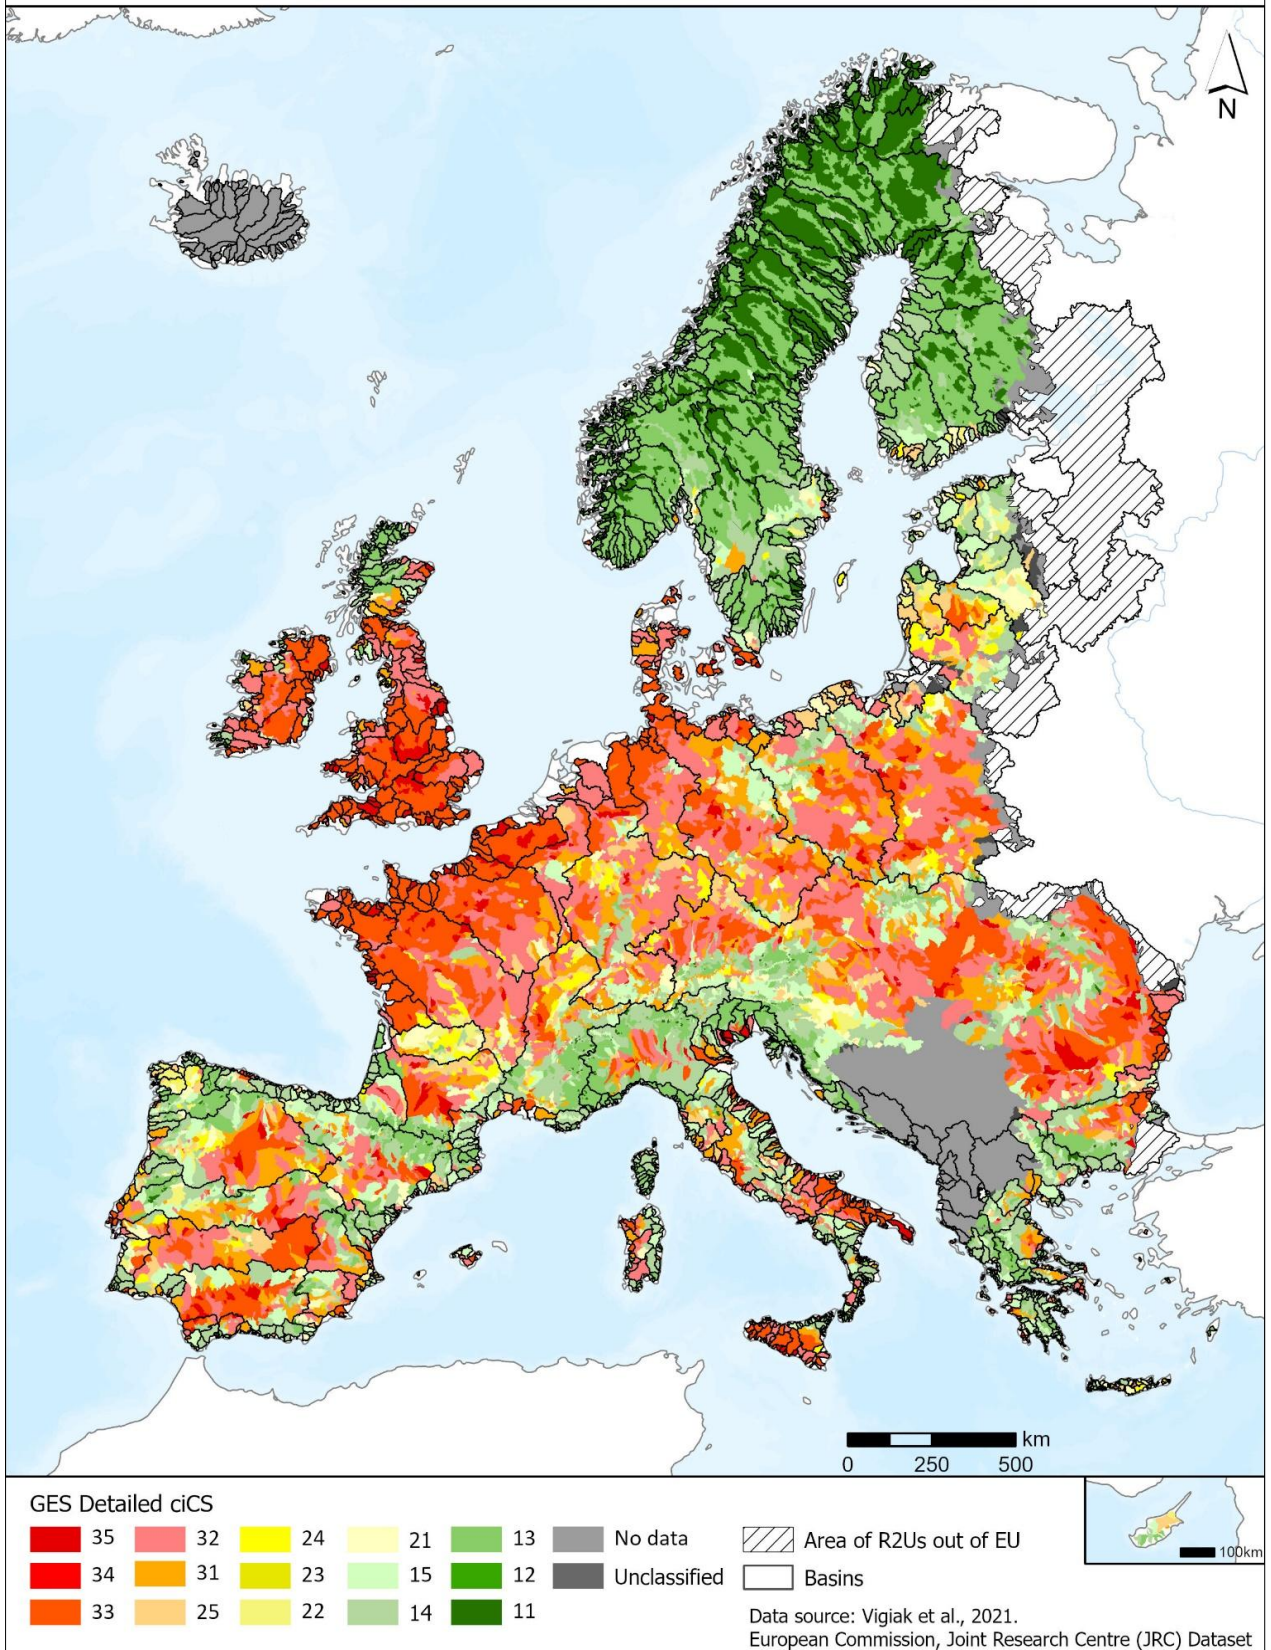 N
km
0 250 500
GES Detailed ciCS
35 32 24 21 13 No data Area of R2Us out of EU
34 31 23 15 12 Unclassified Basins
33 25 22 14 11
100km
Data source: Vigiak et al., 2021.
European Commission, Joint Research Centre (JRC) Dataset